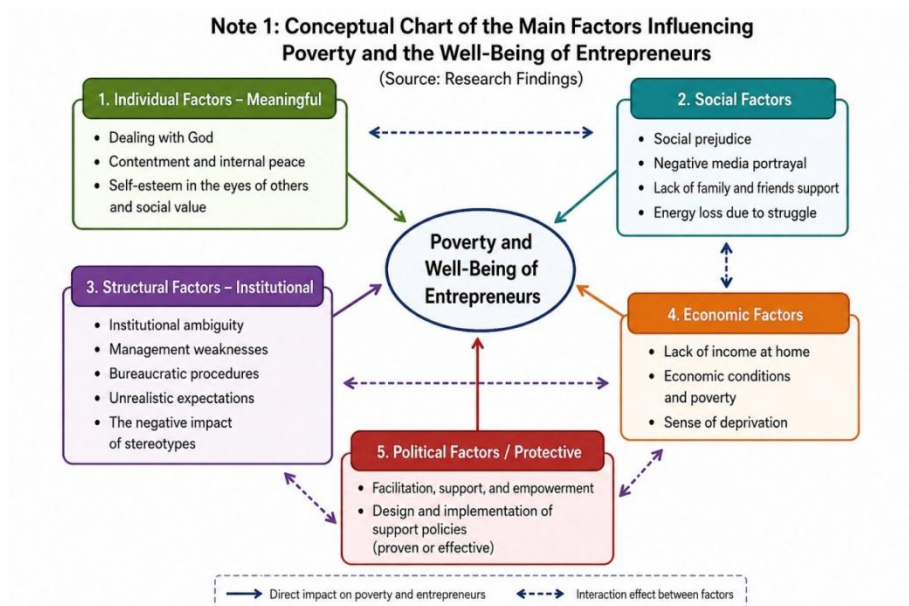 Note 1: Conceptual Chart of the Main Factors Influencing
Poverty and the Well-Being of Entrepreneurs
(Source: Research Findings)
1. Individual Factors – Meaningful
• Dealing with God
• Contentment and internal peace
• Self-esteem in the eyes of others
and social value
2. Social Factors
• Social prejudice
• Negative media portrayal
• Lack of family and friends support
• Energy loss due to struggle
Poverty and
Well-Being of
Entrepreneurs
3. Structural Factors – Institutional
• Institutional ambiguity
• Management weaknesses
• Bureaucratic procedures
• Unrealistic expectations
• The negative impact
of stereotypes
4. Economic Factors
• Lack of income at home
• Economic conditions
and poverty
• Sense of deprivation
5. Political Factors / Protective
• Facilitation, support, and empowerment
• Design and implementation of
support policies
(proven or effective)
Direct impact on poverty and entrepreneurs
Interaction effect between factors